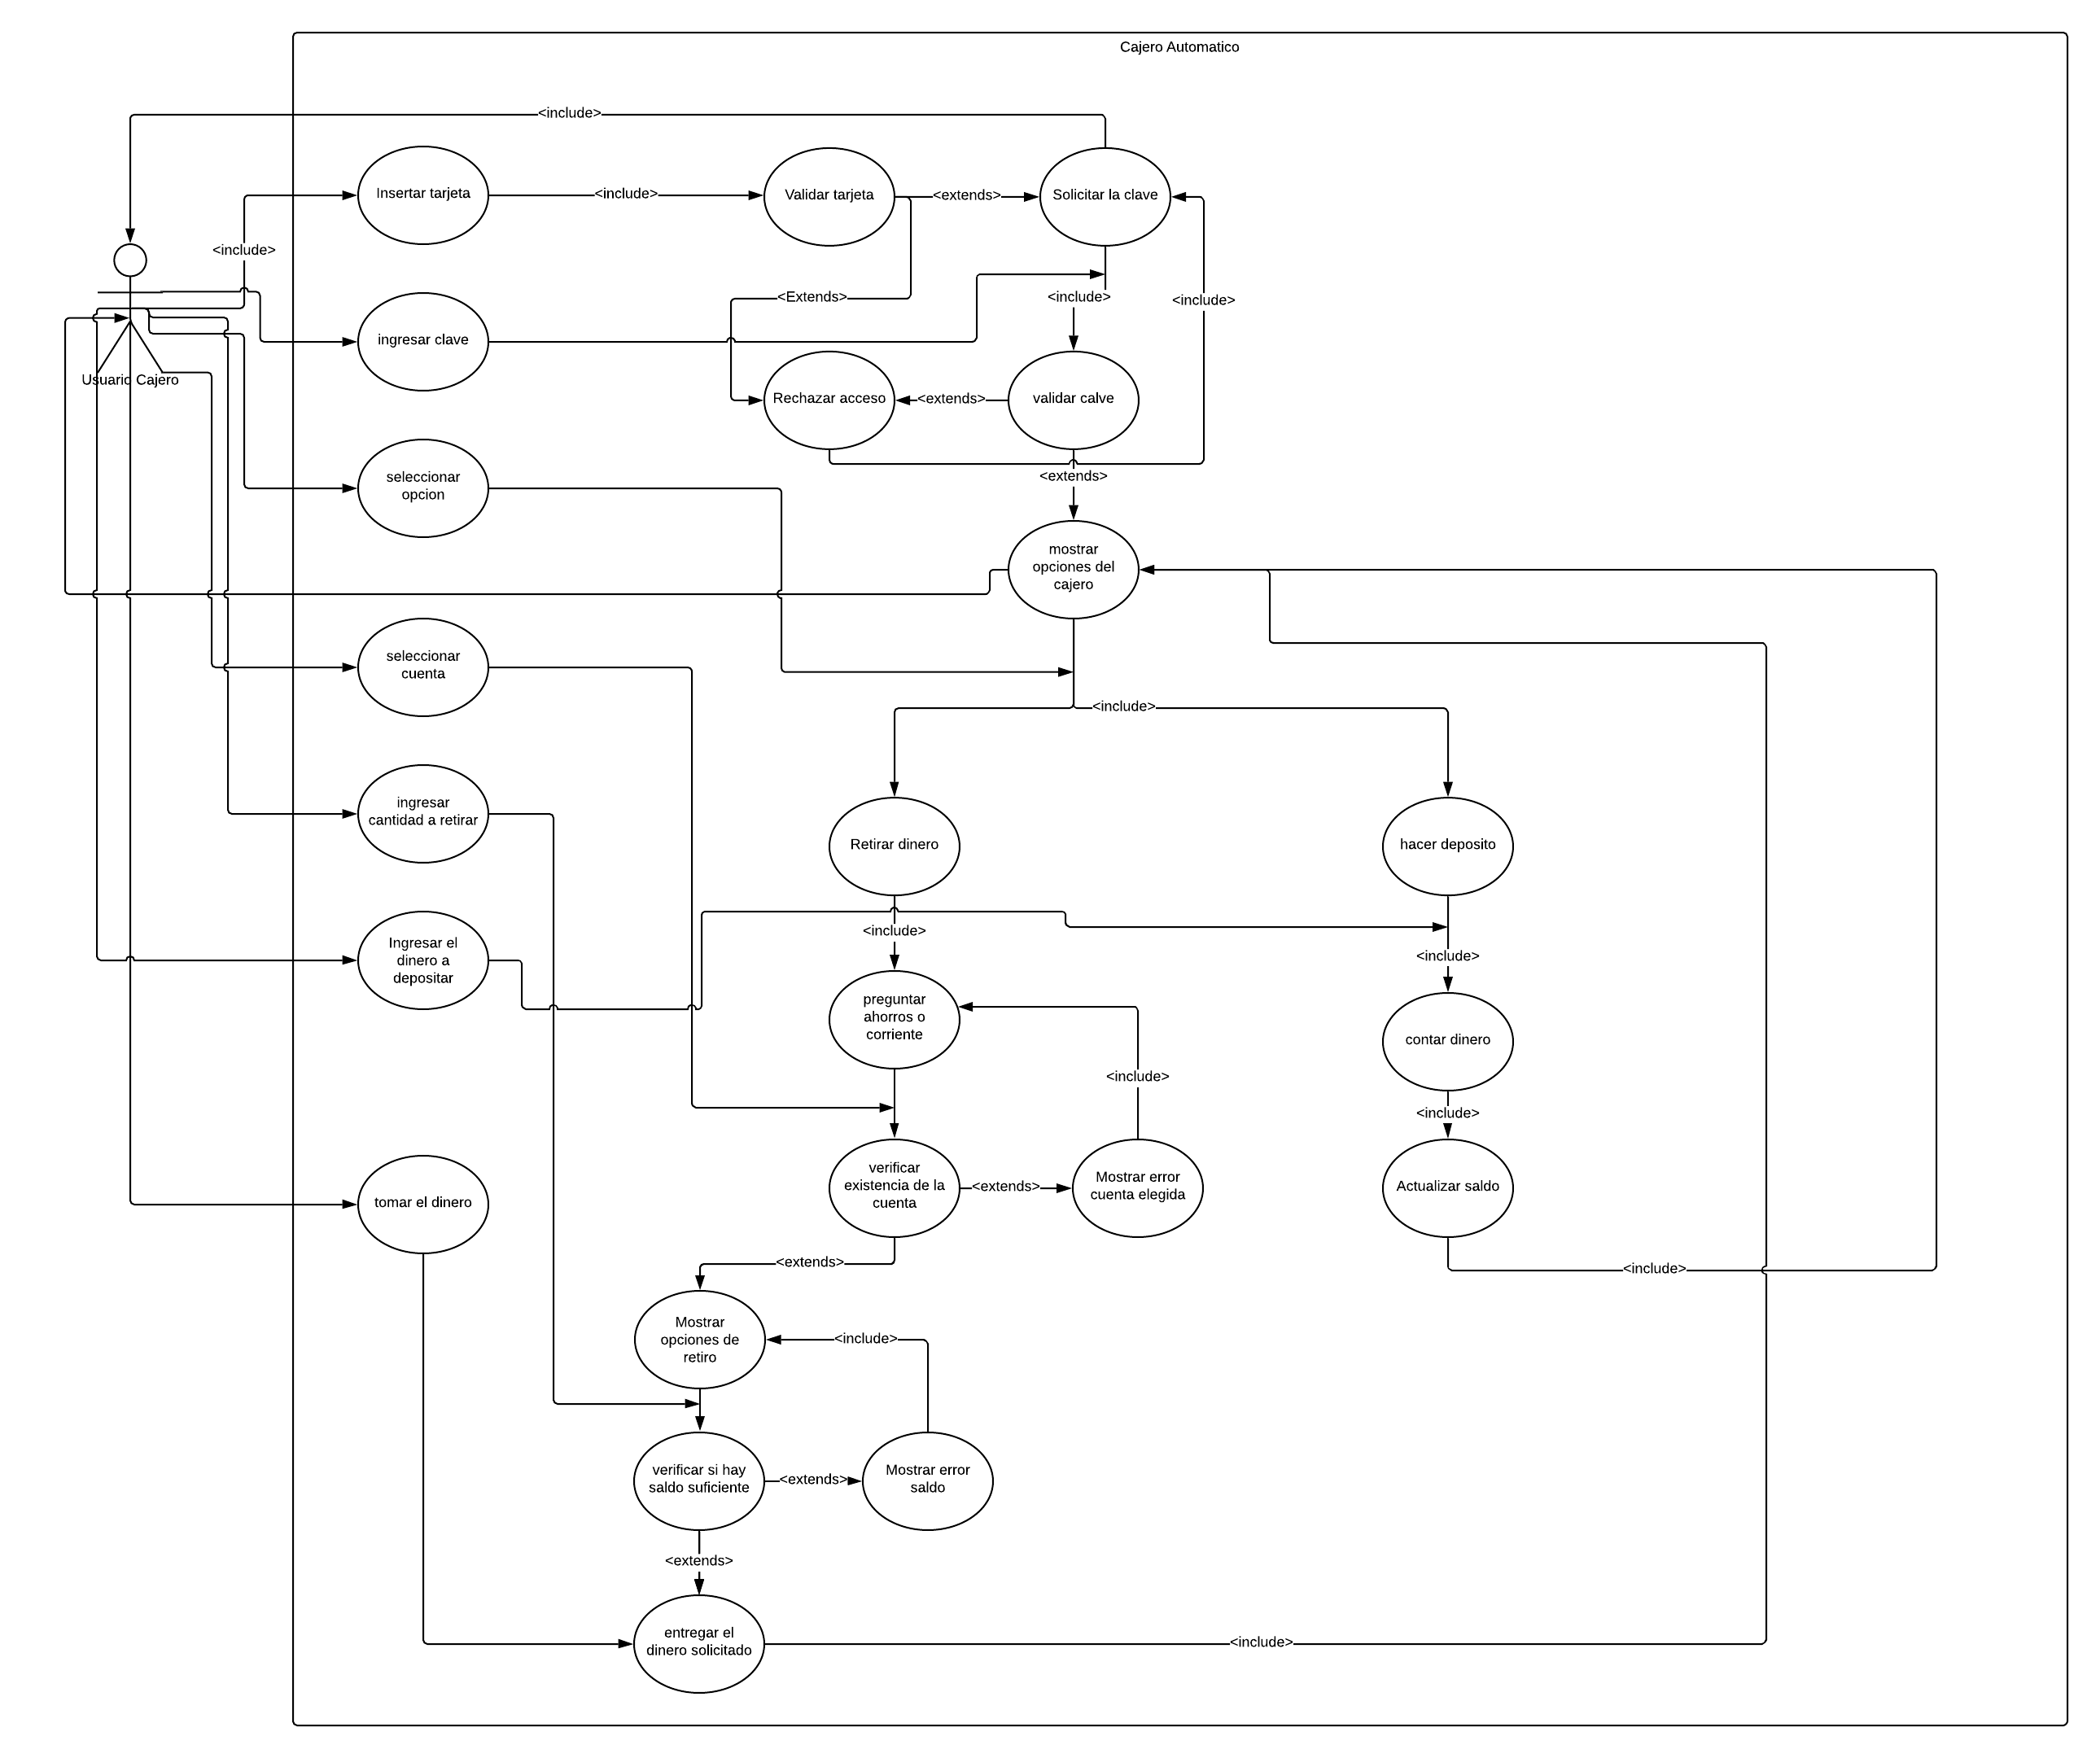 Cajero Automatico
<include>
Insertar tarjeta
<include>
Validar tarjeta
<extends>
Solicitar la clave
<include>
<Extends>
<include>
<include>
ingresar clave
Usuario Cajero
Rechazar acceso
<extends>
validar calve
seleccionar
opcion
<extends>
mostrar
opciones del
cajero
seleccionar
cuenta
<include>
ingresar
cantidad a retirar
Retirar dinero
hacer deposito
<include>
Ingresar el
dinero a
depositar
<include>
preguntar
ahorros o
corriente
contar dinero
<include>
<include>
verificar
existencia de la
cuenta
<extends>
Mostrar error
cuenta elegida
Actualizar saldo
tomar el dinero
<extends>
<include>
Mostrar
opciones de
retiro
<include>
verificar si hay
saldo suficiente
<extends>
Mostrar error
saldo
<extends>
entregar el
dinero solicitado
<include>